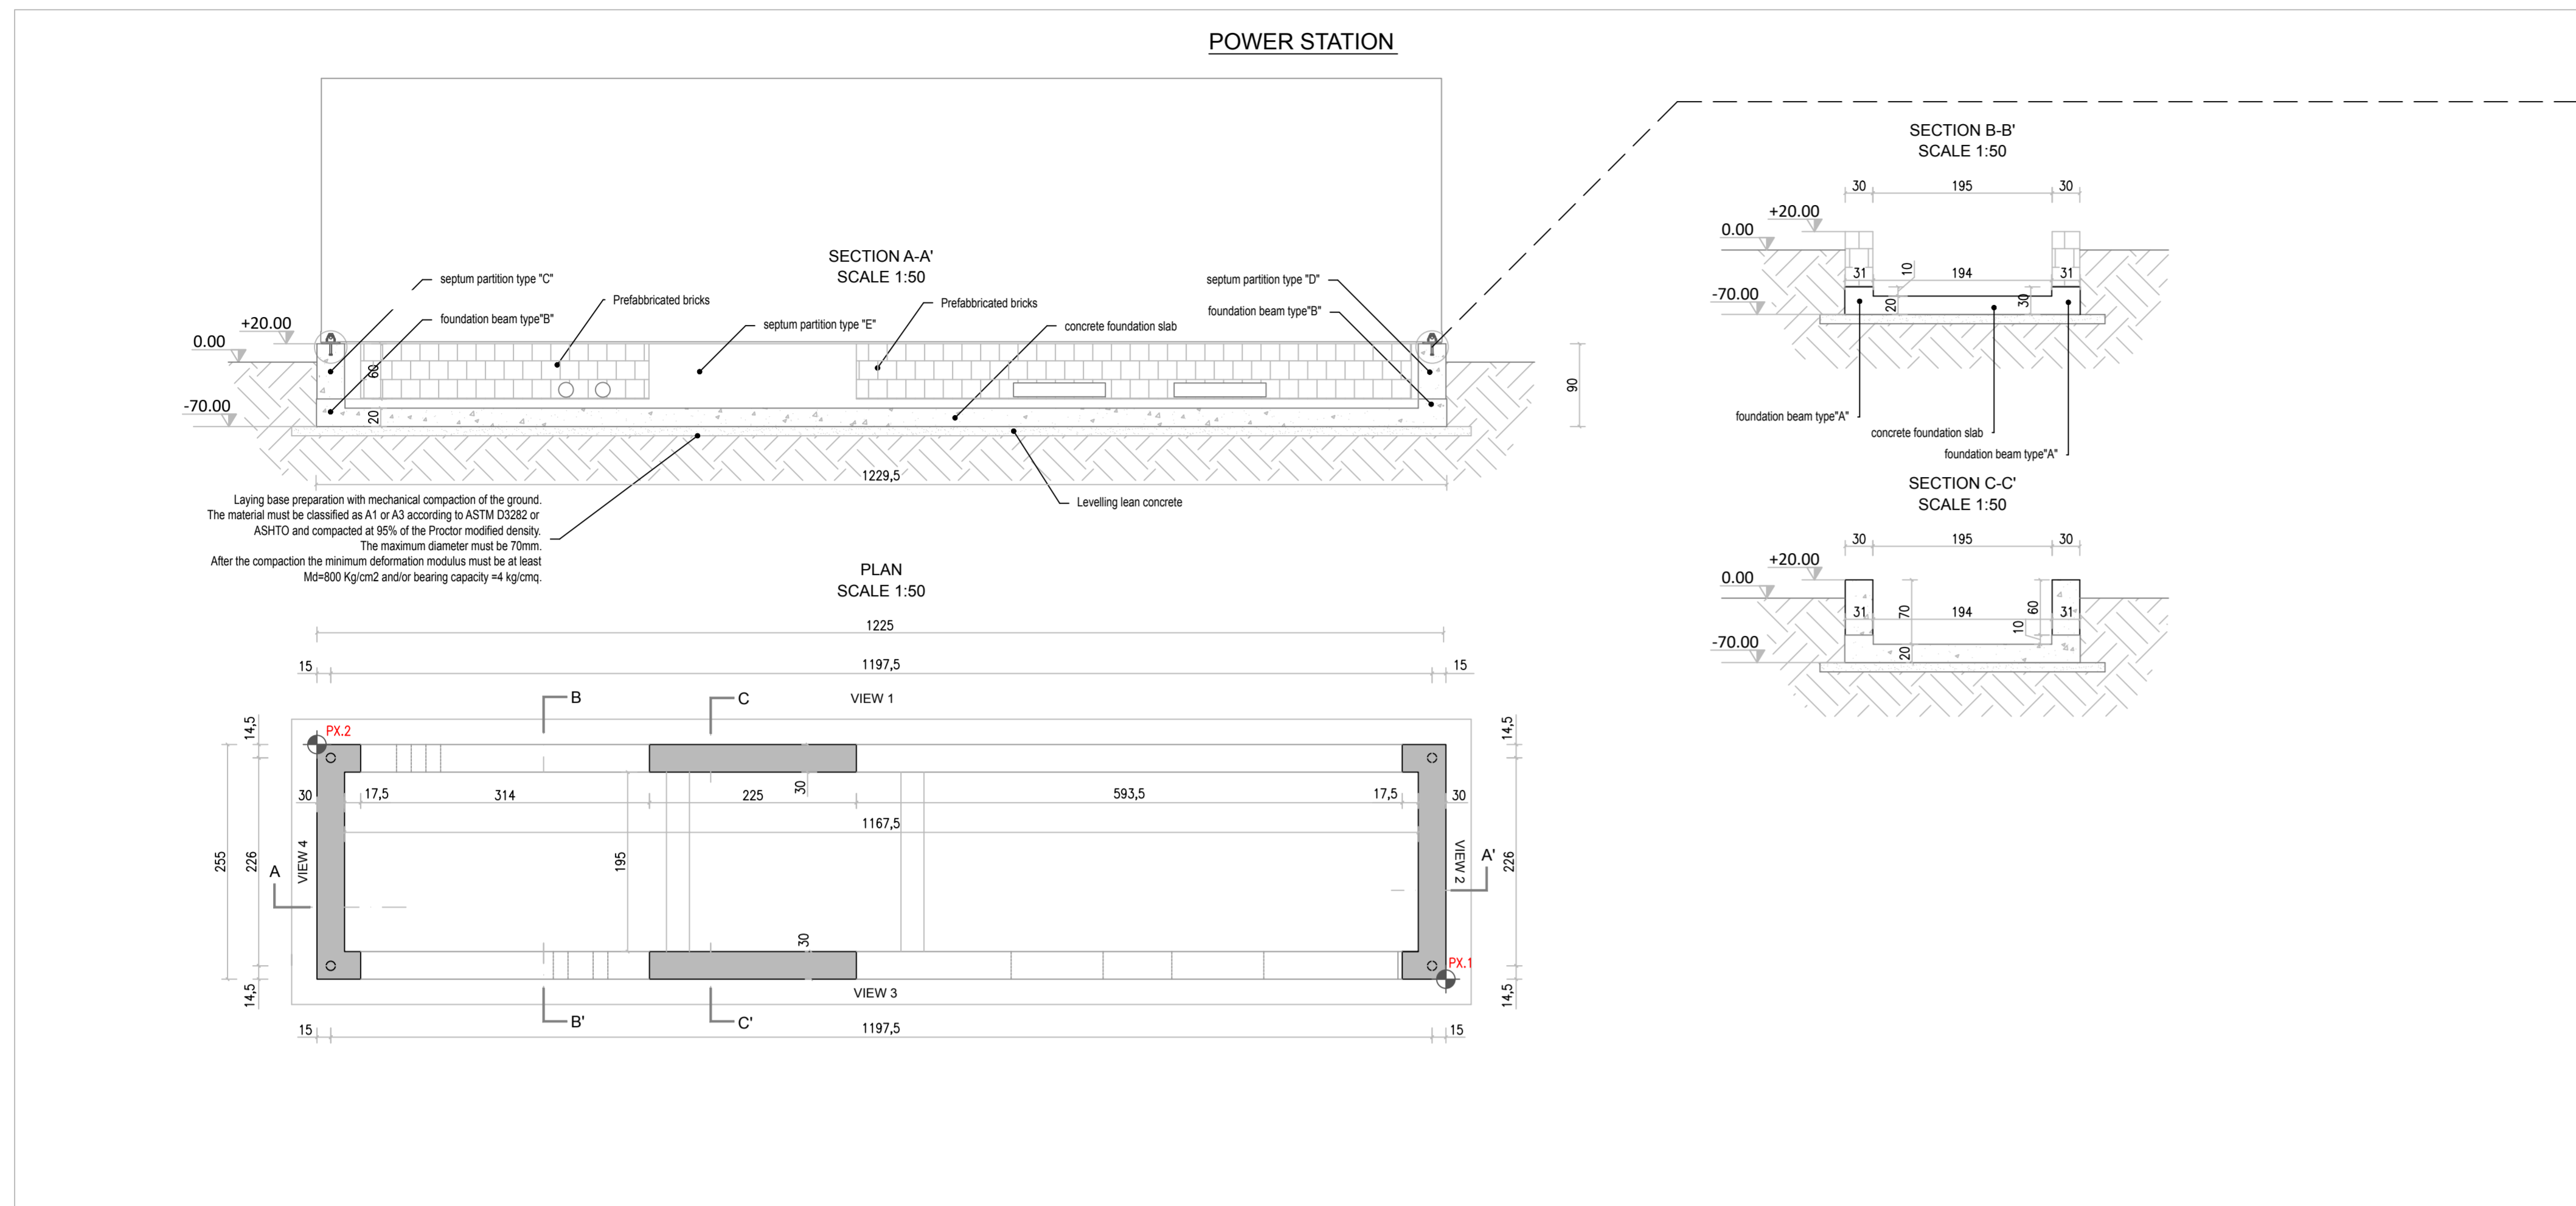 POWER STATION
SECTION A-A'
SCALE 1:50
septum partition type "C"
foundation beam type"B"
Prefabbricated bricks
septum partition type "E"
Prefabbricated bricks
concrete foundation slab
septum partition type "D"
foundation beam type"B"
+20.00
0.00
-70.00
60
20
90
1229,5
Levelling lean concrete
Laying base preparation with mechanical compaction of the ground.
The material must be classified as A1 or A3 according to ASTM D3282 or
ASHTO and compacted at 95% of the Proctor modified density.
The maximum diameter must be 70mm.
After the compaction the minimum deformation modulus must be at least
Md=800 Kg/cm2 and/or bearing capacity =4 kg/cmq.
SECTION B-B'
SCALE 1:50
30 195 30
+20.00
0.00
-70.00
31 10 194 31
20 30
foundation beam type"A"
concrete foundation slab
foundation beam type"A"
SECTION C-C'
SCALE 1:50
30 195 30
+20.00
0.00
-70.00
31 70 194 60 31
10
20
PLAN
SCALE 1:50
1225
15 1197,5 15
B C VIEW 1
14,5 14,5
PX.2
30 17,5 314 225 30 593,5 17,5 30
1167,5
255 226 VIEW 4 195 VIEW 2 226
A A'
30
PX.1
14,5 14,5
VIEW 3
B' C'
15 1197,5 15